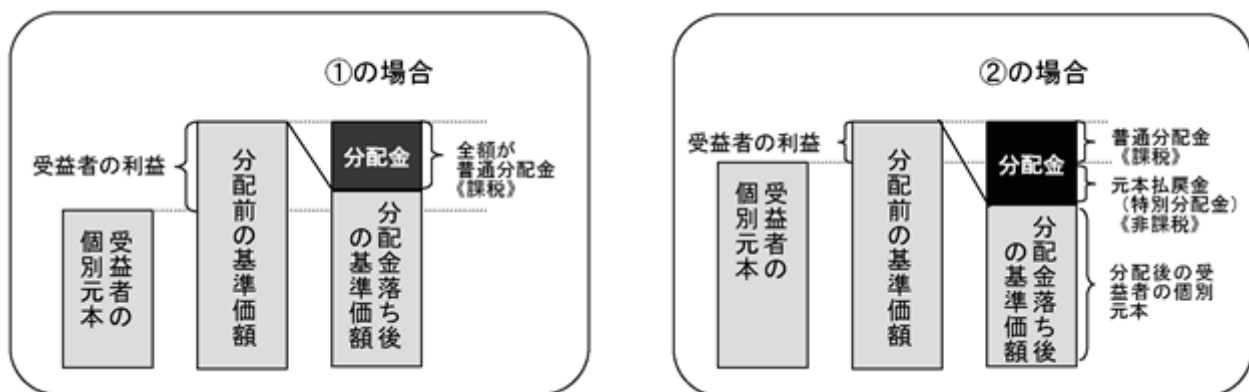 ①の場合
受益者の利益
受益者の
個別元本
分配前の基準価額
分配金
分配金落ち後
の基準価額
全額が
普通分配金
《課税》
②の場合
受益者の利益
受益者の
個別元本
分配前の基準価額
分配金
分配金落ち後
の基準価額
普通分配金
《課税》
元本払戻金
(特別分配金)
《非課税》
分配後の受
益者の個別
元本